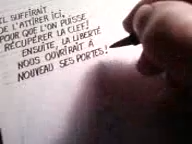 EL SUFFIRAIT
DE L'ATTIRER ICI,
POUR QUE L'ON PUISSE
RÉCUPÉRER LA CLEF!
ENSUITE, LA LIBERTÉ
NOUS OUVRIRAIT À
NOUVEAU SES PORTES!